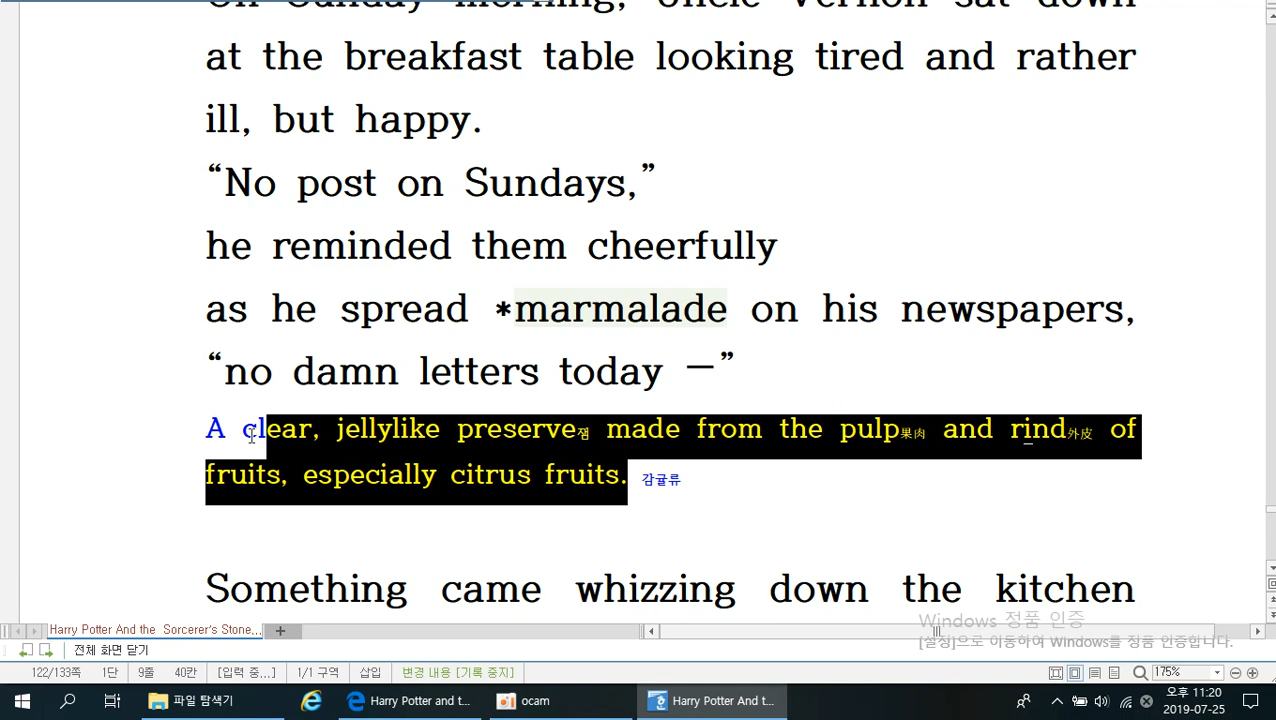 On Sunday morning, Uncle Vernon sat down
at the breakfast table looking tired and rather
ill, but happy.
“No post on Sundays,”
he reminded them cheerfully
as he spread *marmalade on his newspapers,
“no damn letters today ―”
A clear, jellylike preserve잼 made from the pulp果肉 and rind外皮 of
fruits, especially citrus fruits. 감귤류
Something came whizzing down the kitchen
Windows 정품 인증
[설정]으로 이동하여 Windows를 정품 인증합니다.
Harry Potter And the Sorcerer's Stone...
전체 화면 닫기
122/133쪽 1단 9줄 40칸 [입력 중...] 1/1 구역 삽입 변경 내용 [기록 중지] 175%
파일 탐색기 Harry Potter and t... ocam Harry Potter And t... 오후 11:20
2019-07-25